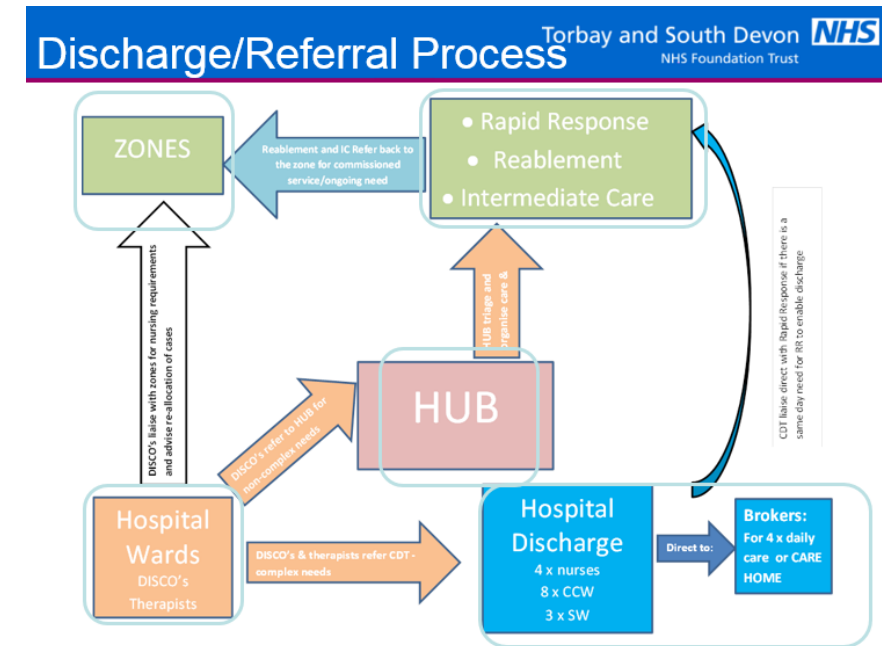 Discharge/Referral Process
Torbay and South Devon NHS
NHS Foundation Trust
ZONES
Reablement and IC Refer back to
the zone for commissioned
service/ongoing need
● Rapid Response
● Reablement
● Intermediate Care
DISCO's liaise with zones for nursing requirements
and advise re-allocation of cases
HUB triage and
organise care &
CDT liaise direct with Rapid Response if there is a
same day need for RR to enable discharge
DISCO's refer to HUB for
non-complex needs
HUB
Hospital
Wards
DISCO's
Therapists
DISCO's & therapists refer CDT -
complex needs
Hospital
Discharge
4 x nurses
8 x CCW
3 x SW
Direct to:
Brokers:
For 4 x daily
care or CARE
HOME